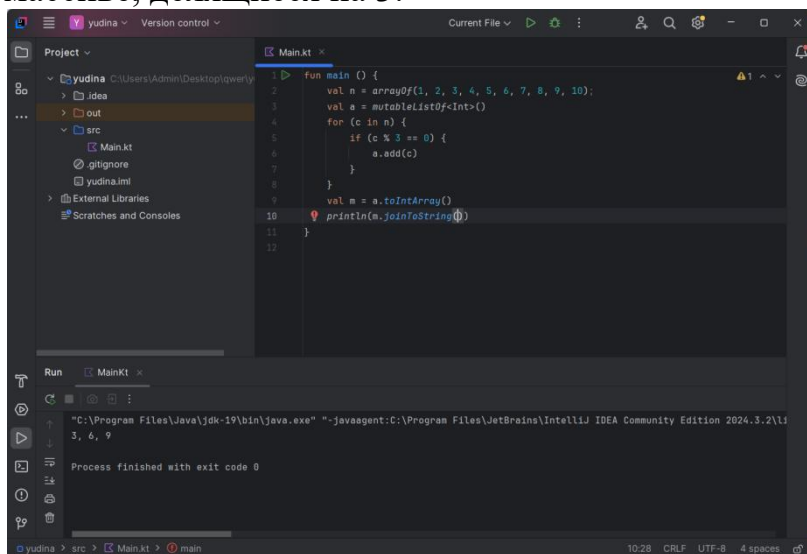 массиве, делящиеся на 3.
yudina
Version control
Current File
Project
Main.kt
yudina C:\Users\Admin\Desktop\qwer\y
.idea
out
src
Main.kt
.gitignore
yudina.iml
External Libraries
Scratches and Consoles
1 fun main () {
2 val n = arrayOf(1, 2, 3, 4, 5, 6, 7, 8, 9, 10);
3 val a = mutableListOf<Int>()
4 for (c in n) {
5 if (c % 3 == 0) {
6 a.add(c)
7 }
8 }
9 val m = a.toIntArray()
10 println(m.joinToString())
11 }
12
1
Run
MainKt
"C:\Program Files\Java\jdk-19\bin\java.exe" "-javaagent:C:\Program Files\JetBrains\IntelliJ IDEA Community Edition 2024.3.2\li
3, 6, 9
Process finished with exit code 0
yudina > src > Main.kt > main
10:28 CRLF UTF-8 4 spaces